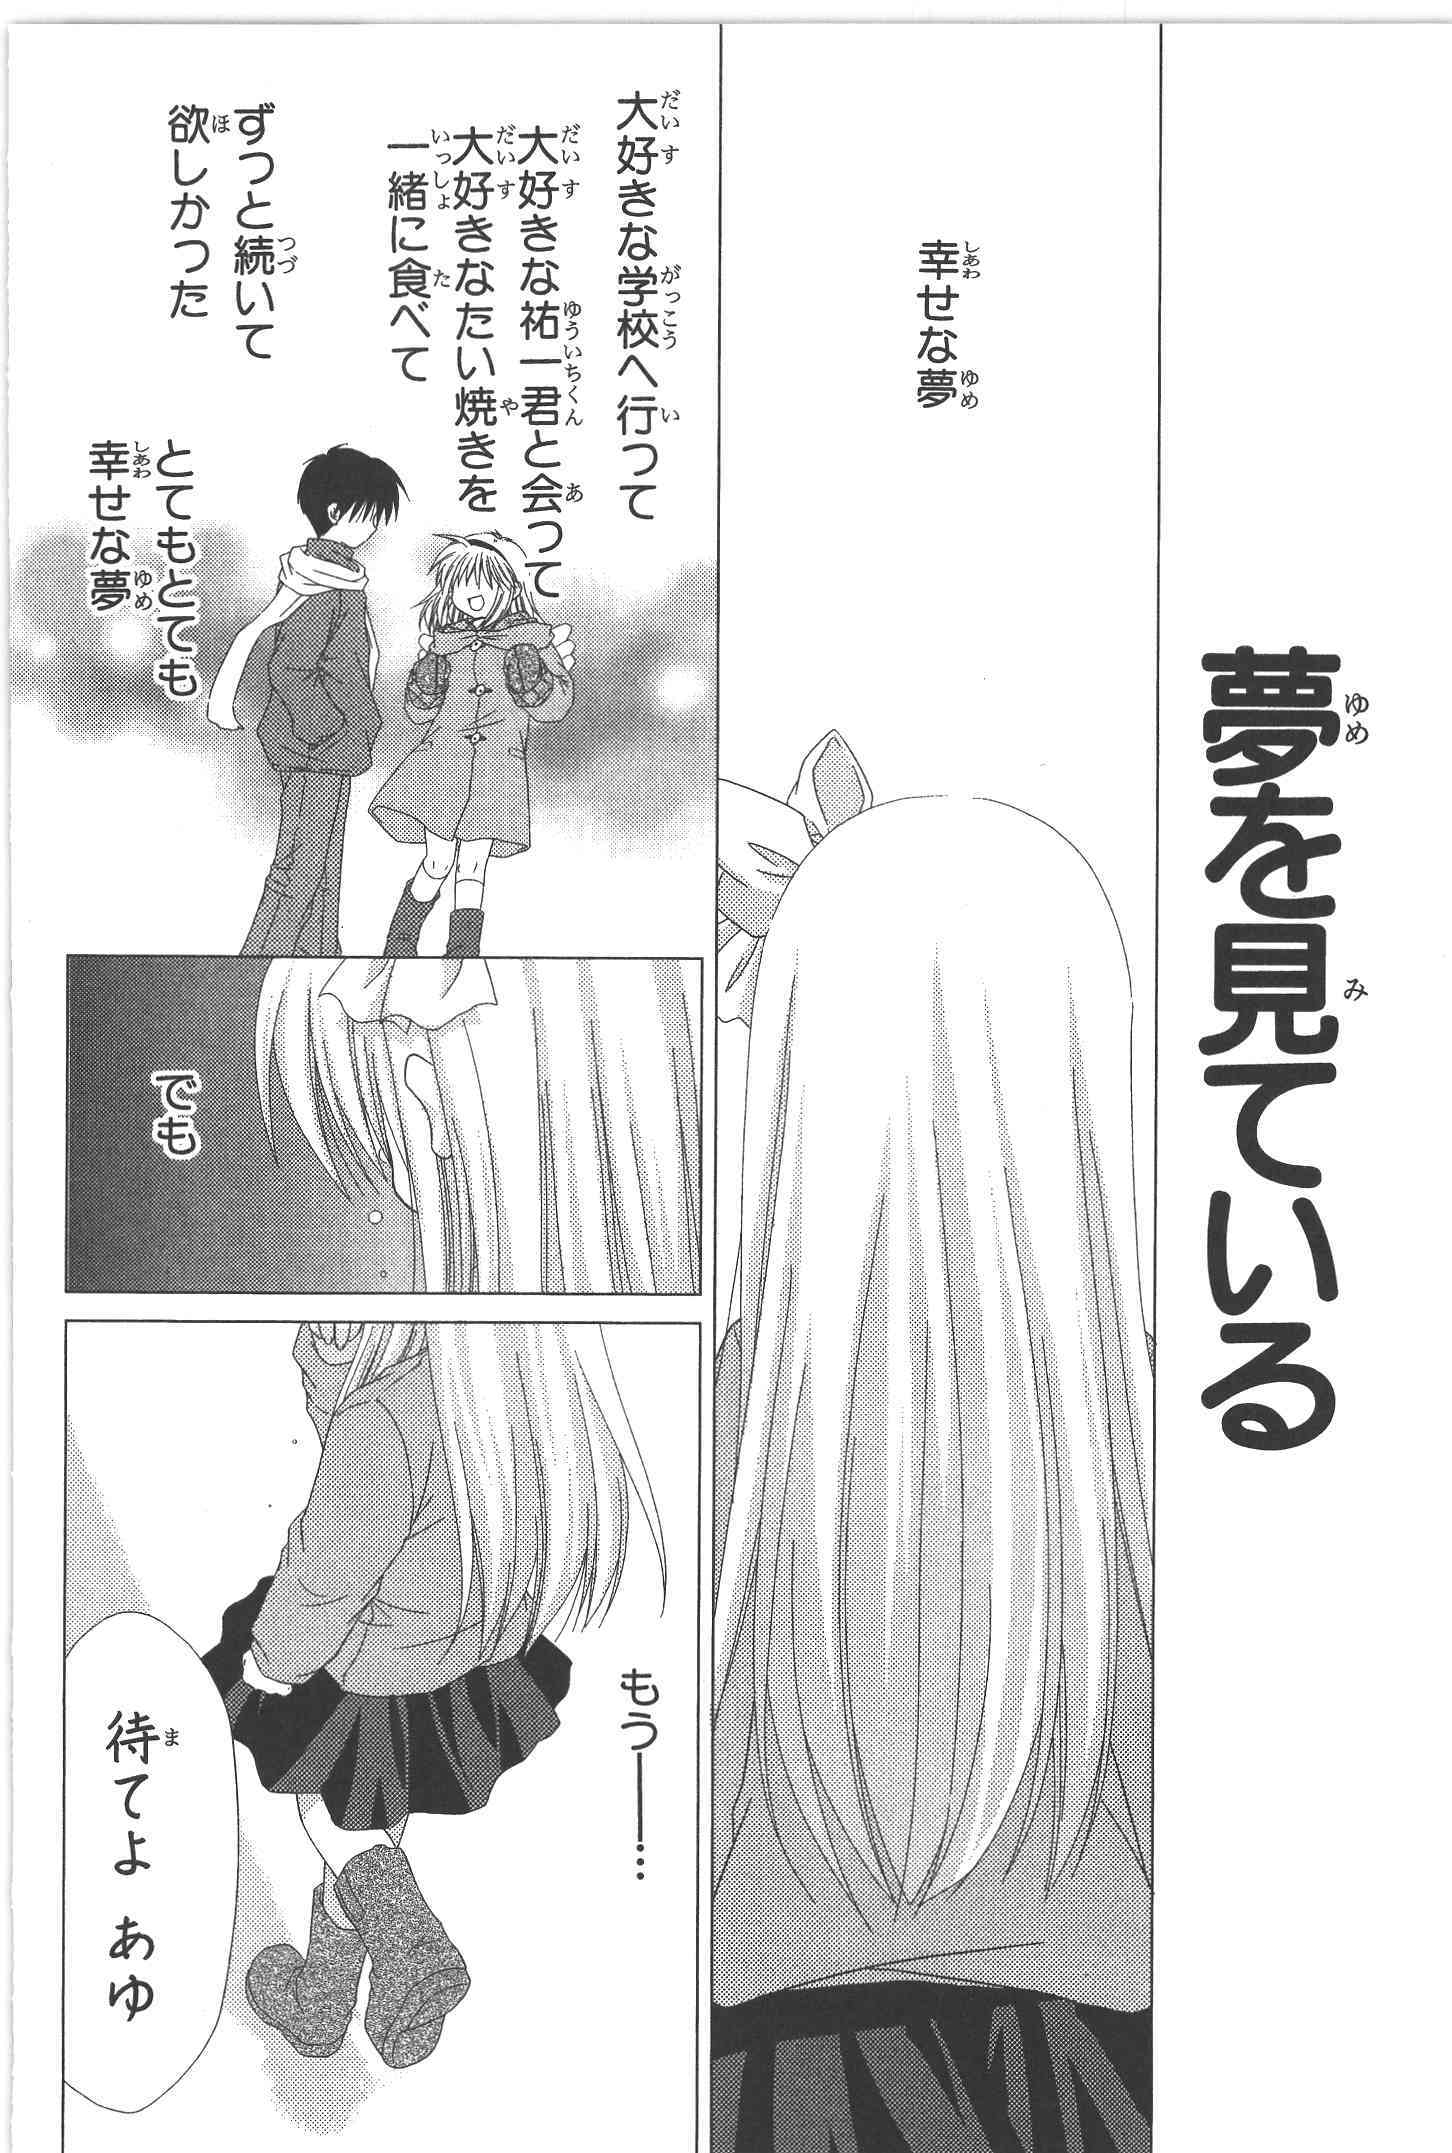 夢を見ている
幸せな夢
大好きな学校へ行って
大好きな祐一君と会って
大好きなたい焼きを
一緒に食べて
ずっと続いて
欲しかった
とてもとても
幸せな夢
でも
もう――…
待てよ あゆ